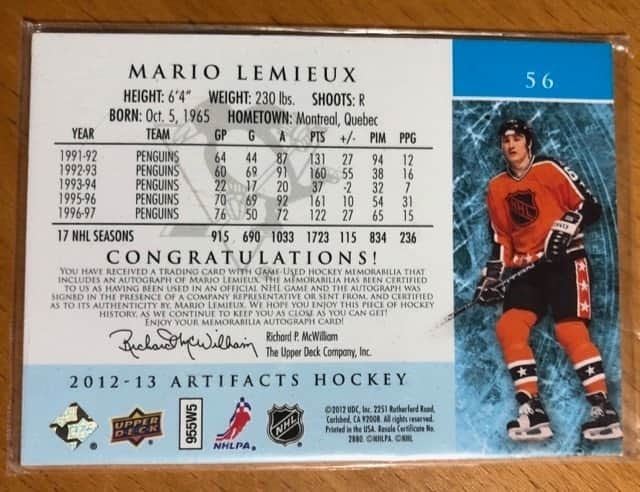 56
MARIO LEMIEUX
HEIGHT: 6'4" WEIGHT: 230 lbs. SHOOTS: R
BORN: Oct. 5, 1965 HOMETOWN: Montreal, Quebec
YEAR TEAM GP G A PTS +/- PIM PPG
1991-92 PENGUINS 64 44 87 131 27 94 12
1992-93 PENGUINS 60 69 91 160 55 38 16
1993-94 PENGUINS 22 17 20 37 -2 32 7
1995-96 PENGUINS 70 69 92 161 10 54 31
1996-97 PENGUINS 76 50 72 122 27 65 15
17 NHL SEASONS 915 690 1033 1723 115 834 236
CONGRATULATIONS!
YOU HAVE RECEIVED A TRADING CARD WITH GAME-USED HOCKEY MEMORABILIA THAT
INCLUDES AN AUTOGRAPH OF MARIO LEMIEUX. THE MEMORABILIA HAS BEEN CERTIFIED
TO US AS HAVING BEEN USED IN AN OFFICIAL NHL GAME AND THE AUTOGRAPH WAS
SIGNED IN THE PRESENCE OF A COMPANY REPRESENTATIVE OR SENT FROM, AND CERTIFIED
AS TO ITS AUTHENTICITY BY, MARIO LEMIEUX. WE HOPE YOU ENJOY THIS PIECE OF HOCKEY
HISTORY, AS WE CONTINUE TO KEEP YOU AS CLOSE AS YOU CAN GET!
ENJOY YOUR MEMORABILIA AUTOGRAPH CARD!
Richard McWilliam
Richard P. McWilliam
The Upper Deck Company, Inc.
2012-13 ARTIFACTS HOCKEY
UPPER DECK
955W5
NHLPA.
NHL
©2012 UDC, Inc. 2251 Rutherford Road,
Carlsbad, CA 92008. All Rights Reserved.
Printed in the USA. Resale Certificate No.
2880. ©NHLPA. ©NHL
NHL